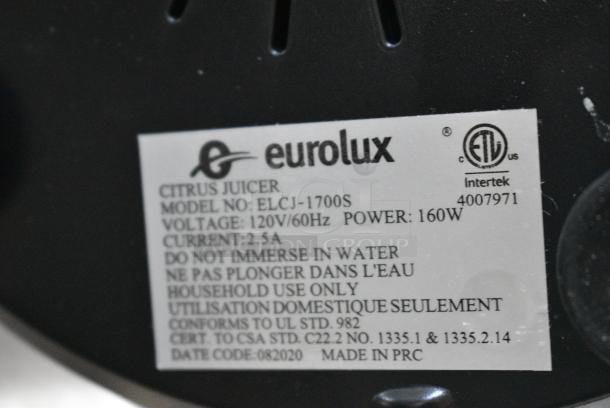 eurolux ®
c ETL us
Intertek
4007971
CITRUS JUICER
MODEL NO: ELCJ-1700S
VOLTAGE: 120V/60Hz POWER: 160W
CURRENT:2.5A
DO NOT IMMERSE IN WATER
NE PAS PLONGER DANS L'EAU
HOUSEHOLD USE ONLY
UTILISATION DOMESTIQUE SEULEMENT
CONFORMS TO UL STD. 982
CERT. TO CSA STD. C22.2 NO. 1335.1 & 1335.2.14
DATE CODE:082020 MADE IN PRC